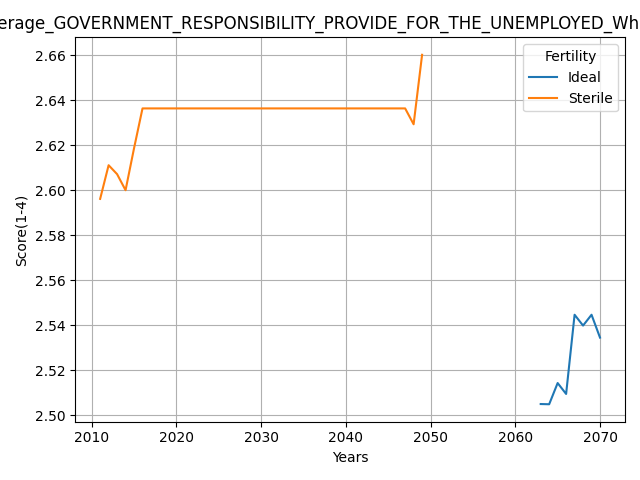 erage_GOVERNMENT_RESPONSIBILITY_PROVIDE_FOR_THE_UNEMPLOYED_Wh
Fertility
Ideal
Sterile
Score(1-4)
2.66
2.64
2.62
2.60
2.58
2.56
2.54
2.52
2.50
2010 2020 2030 2040 2050 2060 2070
Years